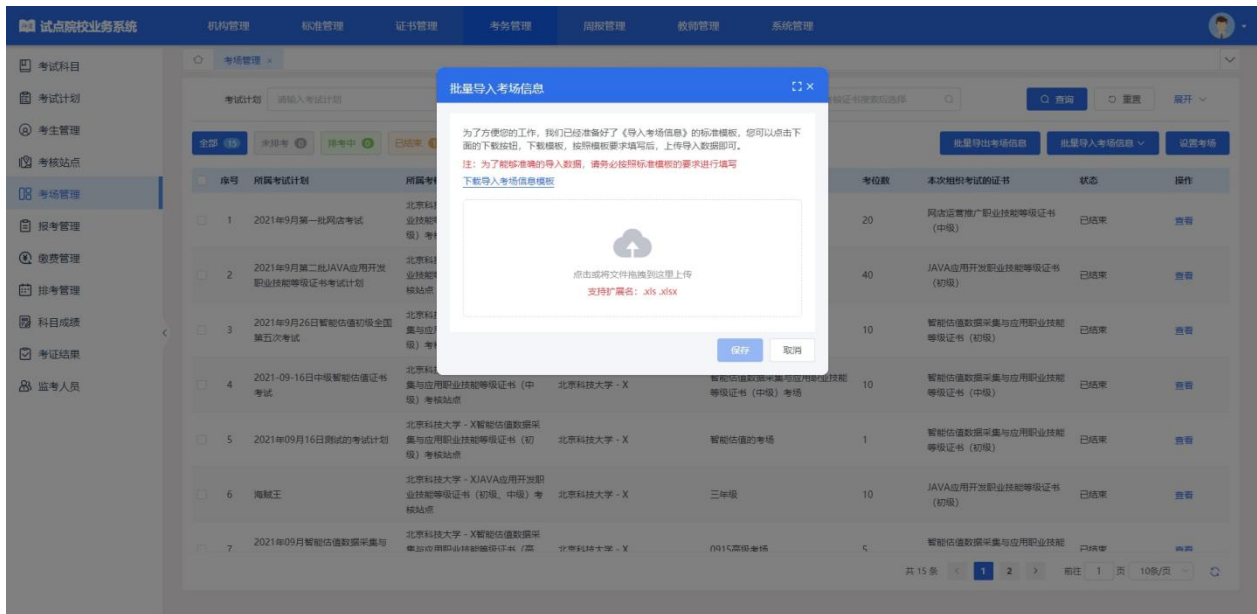 试点院校业务系统
机构管理 标准管理 证书管理 考务管理 周报管理 教师管理 系统管理
考试科目
考试计划
考生管理
考核站点
考场管理
报考管理
缴费管理
排考管理
科目成绩
考证结果
监考人员
考场管理 ×
考试计划 请输入考试计划
查询 重置 展开
全部 15 未排考 0 排考中 0 已结束
批量导出考场信息 批量导入考场信息 设置考场
批量导入考场信息
为了方便您的工作，我们已经准备好了《导入考场信息》的标准模板，您可以点击下
面的下载按钮，下载模板，按照模板要求填写后，上传导入数据即可。
注：为了能够准确的导入数据，请务必按照标准模板的要求进行填写
下载导入考场信息模板
点击或将文件拖拽到这里上传
支持扩展名：.xls .xlsx
保存 取消
序号 所属考试计划 考位数 本次组织考试的证书 状态 操作
1 2021年9月第一批网店考试 20 网店运营推广职业技能等级证书
（中级） 已结束 查看
2 2021年9月第二批JAVA应用开发
职业技能等级证书考试计划 40 JAVA应用开发职业技能等级证书
（初级） 已结束 查看
3 2021年9月26日智能估值初级全国
第五次考试 10 智能估值数据采集与应用职业技能
等级证书（初级） 已结束 查看
4 2021-09-16日中级智能估值证书
考试
集与应用职业技能等级证书（中
级）考核站点
北京科技大学 - X
智能估值数据采集与应用职业技能
等级证书（中级）考场
10 智能估值数据采集与应用职业技能
等级证书（中级） 已结束 查看
5 2021年09月16日测试的考试计划
北京科技大学 - X智能估值数据采
集与应用职业技能等级证书（初
级）考核站点
北京科技大学 - X 智能估值的考场 1
智能估值数据采集与应用职业技能
等级证书（初级） 已结束 查看
6 海贼王
北京科技大学 - XJAVA应用开发职
业技能等级证书（初级、中级）考
核站点
北京科技大学 - X 三年级 10
JAVA应用开发职业技能等级证书
（初级） 已结束 查看
7 2021年09月智能估值数据采集与
北京科技大学 - X智能估值数据采
集与应用职业技能等级证书（高
北京科技大学 - X 0915高级考场 5
智能估值数据采集与应用职业技能
已结束 查看
共 15 条 1 2 前往 1 页 10条/页